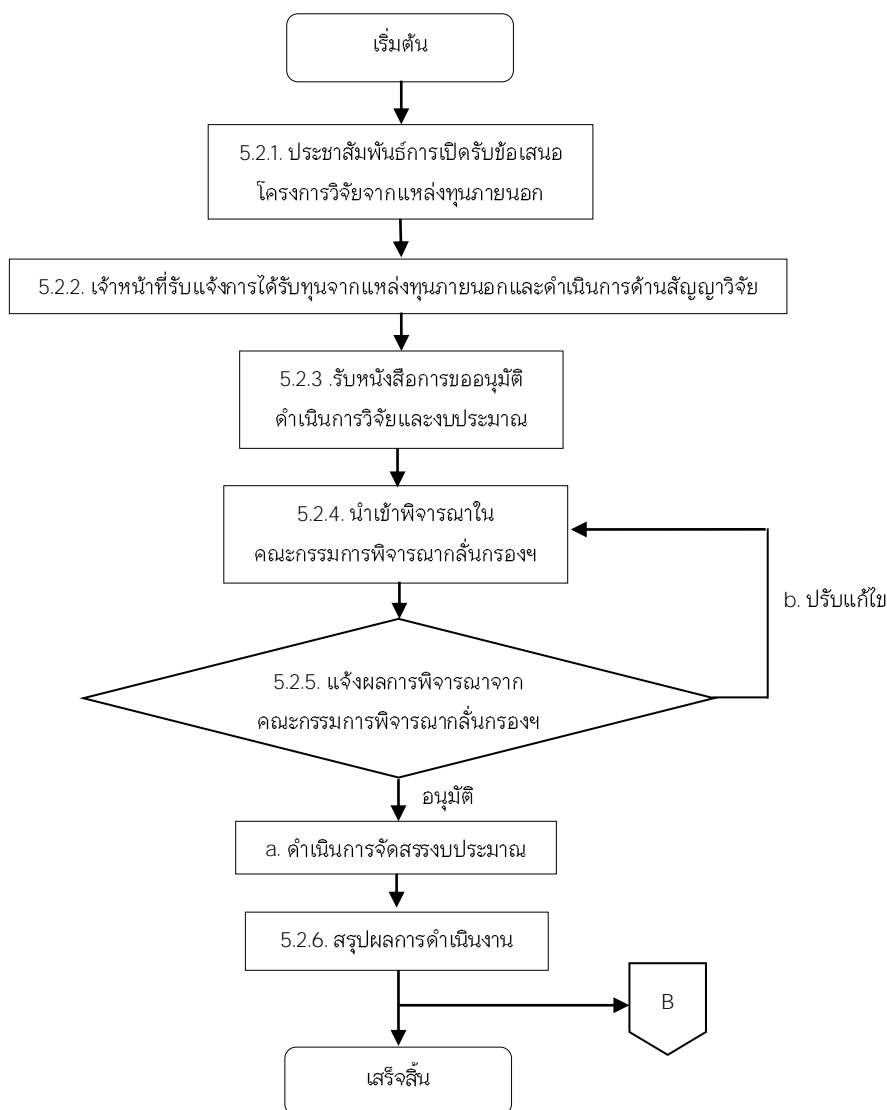 เริ่มต้น
5.2.1. ประชาสัมพันธ์การเปิดรับข้อเสนอ
โครงการวิจัยจากแหล่งทุนภายนอก
5.2.2. เจ้าหน้าที่รับแจ้งการได้รับทุนจากแหล่งทุนภายนอกและดำเนินการด้านสัญญาวิจัย
5.2.3 .รับหนังสือการขออนุมัติ
ดำเนินการวิจัยและงบประมาณ
5.2.4. นำเข้าพิจารณาใน
คณะกรรมการพิจารณากลั่นกรองฯ
b. ปรับแก้ไข
5.2.5. แจ้งผลการพิจารณาจาก
คณะกรรมการพิจารณากลั่นกรองฯ
อนุมัติ
a. ดำเนินการจัดสรรงบประมาณ
5.2.6. สรุปผลการดำเนินงาน
B
เสร็จสิ้น